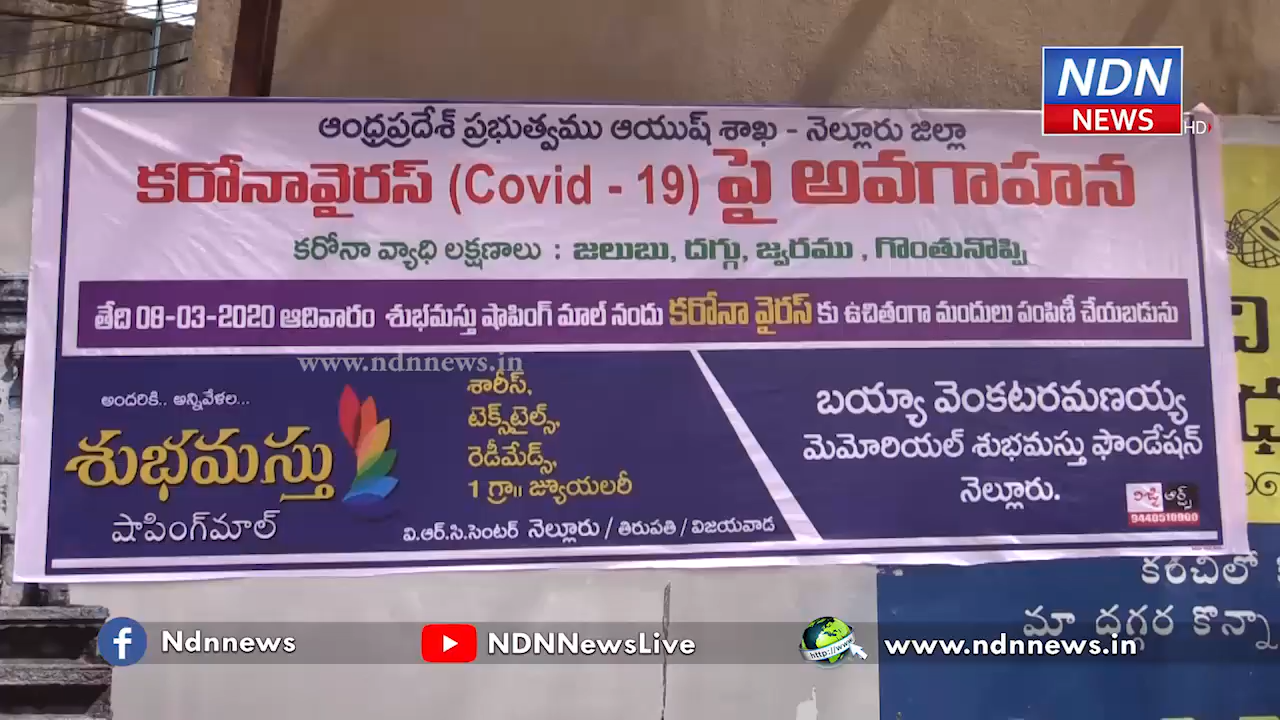 NDN
NEWS
HD
ఆంధ్రప్రదేశ్ ప్రభుత్వము ఆయుష్ శాఖ - నెల్లూరు జిల్లా
కరోనావైరస్ (Covid - 19) పై అవగాహన
కరోనా వ్యాధి లక్షణాలు : జలుబు, దగ్గు, జ్వరము , గొంతునొప్పి
తేది 08-03-2020 ఆదివారం శుభమస్తు షాపింగ్ మాల్ నందు కరోనా వైరస్ కు ఉచితంగా మందులు పంపిణీ చేయబడును
www.ndnnews.in
అందరికి.. అన్నివేళల...
శుభమస్తు
షాపింగ్‌మాల్
శారీస్,
టెక్స్‌టైల్స్,
రెడీమేడ్స్,
1 గ్రా॥ జ్యూయలరీ
వి.ఆర్.సి.సెంటర్ నెల్లూరు / తిరుపతి / విజయవాడ
బయ్యా వెంకటరమణయ్య
మెమోరియల్ శుభమస్తు ఫౌండేషన్
నెల్లూరు.
ఆర్ట్స్
మా దగ్గర కొన్నా
Ndnnews
NDNNewsLive
www.ndnnews.in